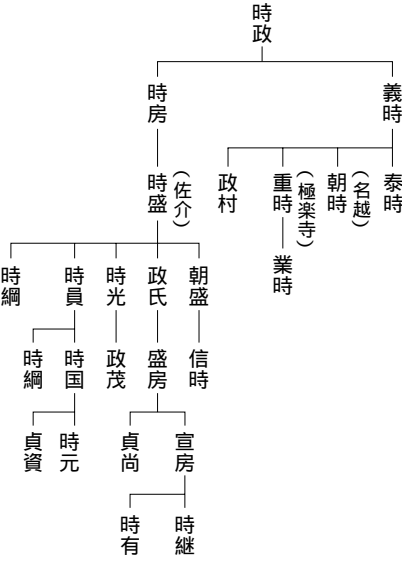 時政
義時
時房
泰時
朝時
(名越)
重時
(極楽寺)
政村
業時
時盛
(佐介)
朝盛
政氏
時光
時員
時綱
信時
盛房
政茂
時国
時綱
宣房
貞尚
時元
貞資
時継
時有